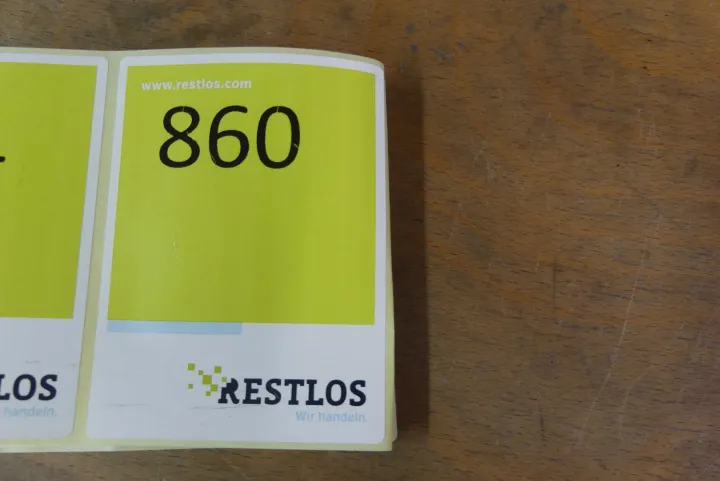 www.restlos.com
860
RESTLOS
Wir handeln.
LOS
handeln.